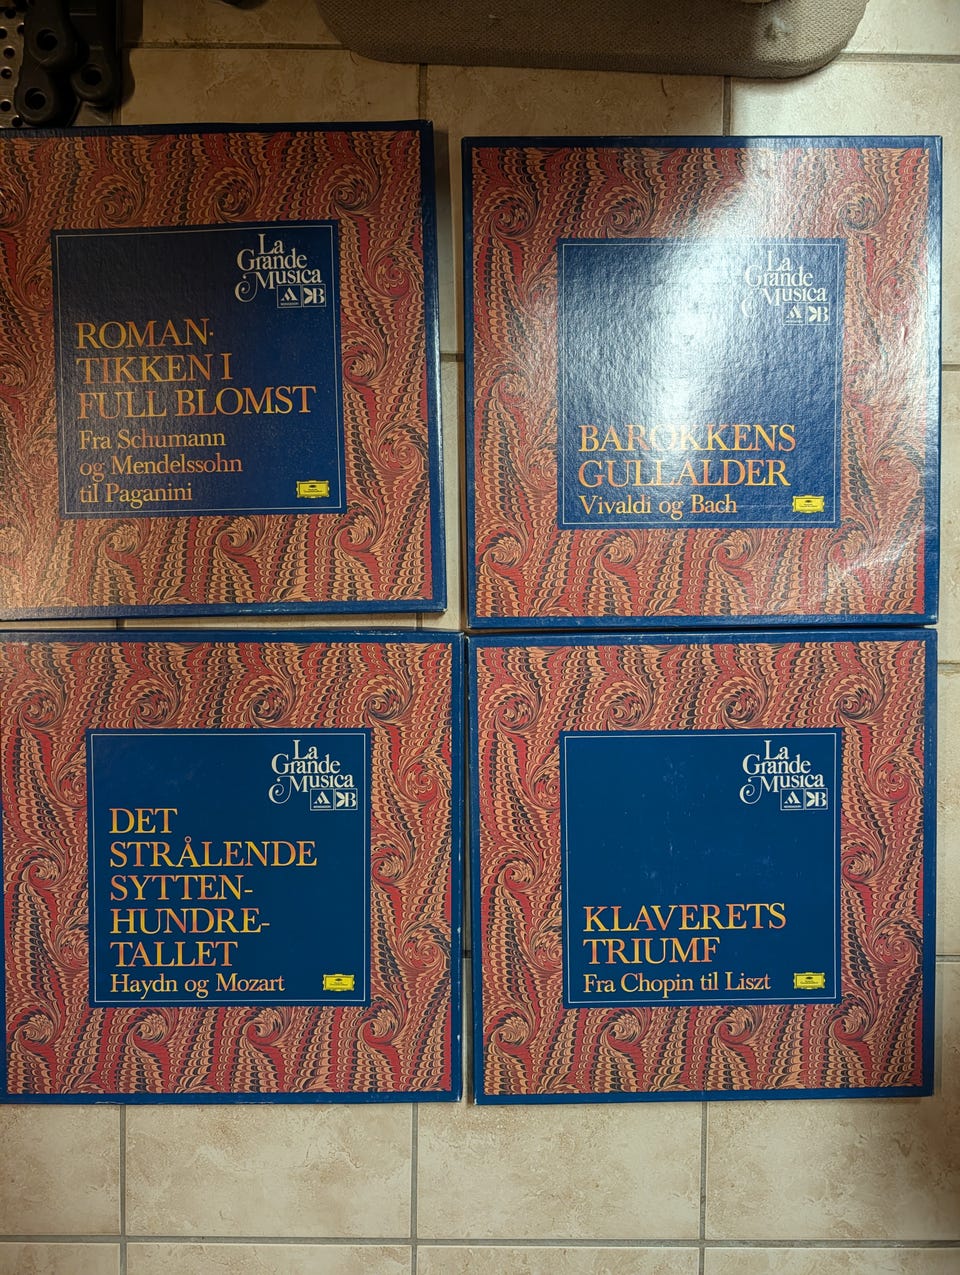 La
Grande
Musica
ROMAN-
TIKKEN I
FULL BLOMST
Fra Schumann
og Mendelssohn
til Paganini
La
Grande
Musica
BAROKKENS
GULLALDER
Vivaldi og Bach
La
Grande
Musica
DET
STRÅLENDE
SYTTEN-
HUNDRE-
TALLET
Haydn og Mozart
La
Grande
Musica
KLAVERETS
TRIUMF
Fra Chopin til Liszt